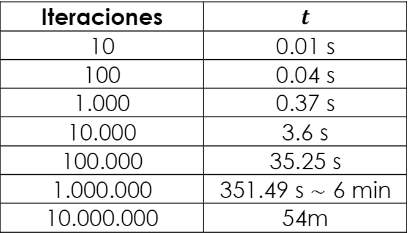 Iteraciones t
10 0.01 s
100 0.04 s
1.000 0.37 s
10.000 3.6 s
100.000 35.25 s
1.000.000 351.49 s ~ 6 min
10.000.000 54m